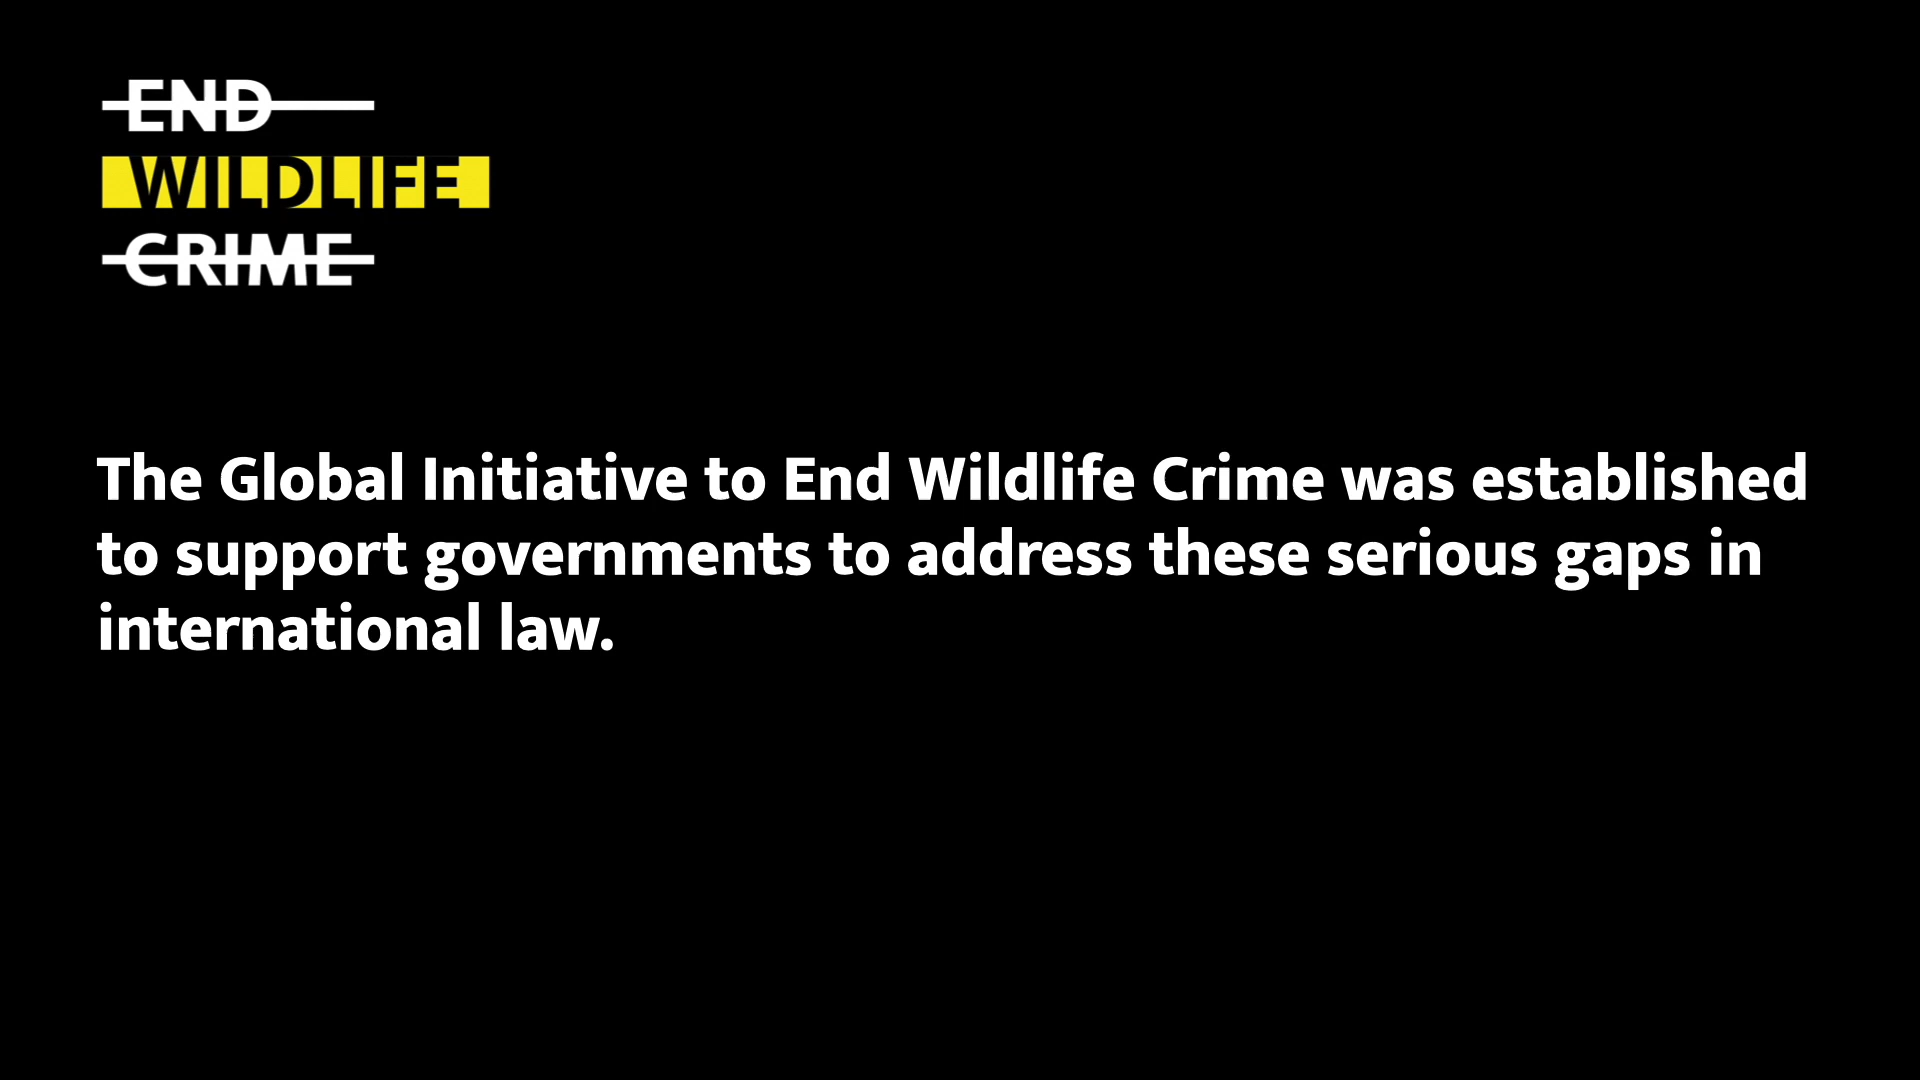 END
WILDLIFE
CRIME
The Global Initiative to End Wildlife Crime was established
to support governments to address these serious gaps in
international law.